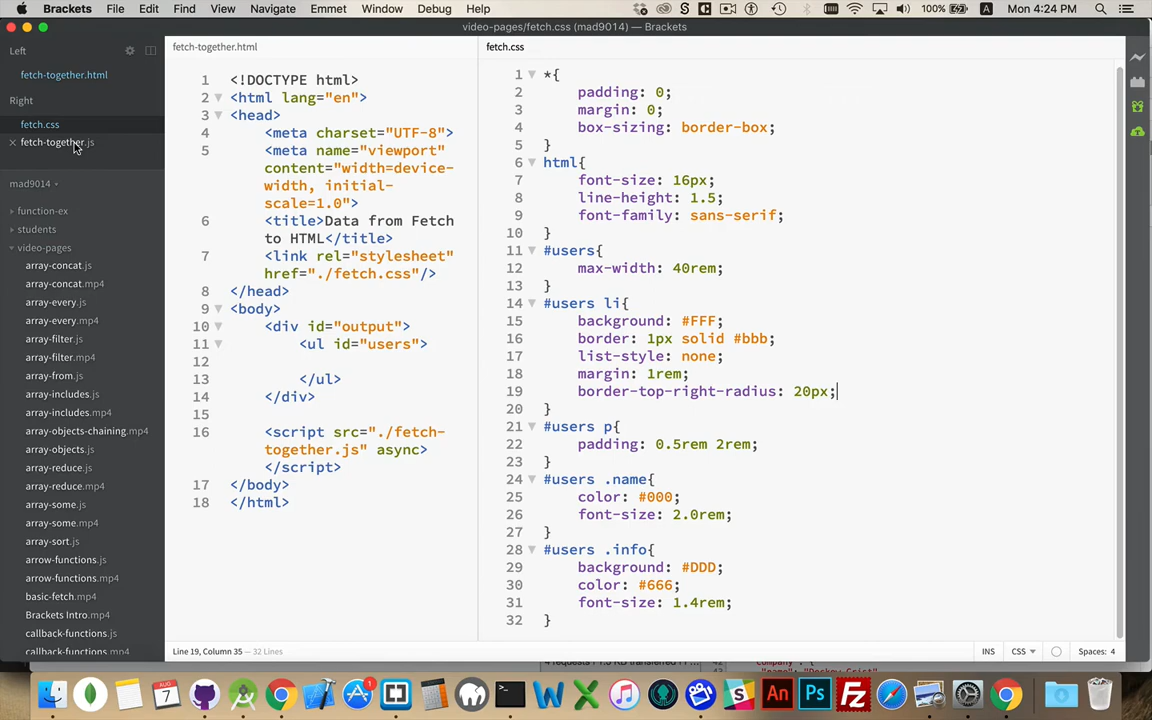 Brackets File Edit Find View Navigate Emmet Window Debug Help 100% A Mon 4:24 PM
video-pages/fetch.css (mad9014) — Brackets
Left
fetch-together.html
Right
fetch.css
× fetch-together.js
mad9014
function-ex
students
video-pages
array-concat.js
array-concat.mp4
array-every.js
array-every.mp4
array-filter.js
array-filter.mp4
array-from.js
array-includes.js
array-includes.mp4
array-objects-chaining.mp4
array-objects.js
array-reduce.js
array-reduce.mp4
array-some.js
array-some.mp4
array-sort.js
arrow-functions.js
arrow-functions.mp4
basic-fetch.mp4
Brackets Intro.mp4
callback-functions.js
callback-functions.mp4
fetch-together.html
1 <!DOCTYPE html>
2 <html lang="en">
3 <head>
4 <meta charset="UTF-8">
5 <meta name="viewport"
content="width=device-
width, initial-
scale=1.0">
6 <title>Data from Fetch
to HTML</title>
7 <link rel="stylesheet"
href="./fetch.css"/>
8 </head>
9 <body>
10 <div id="output">
11 <ul id="users">
12
13 </ul>
14 </div>
15
16 <script src="./fetch-
together.js" async>
</script>
17 </body>
18 </html>
fetch.css
1 *{
2 padding: 0;
3 margin: 0;
4 box-sizing: border-box;
5 }
6 html{
7 font-size: 16px;
8 line-height: 1.5;
9 font-family: sans-serif;
10 }
11 #users{
12 max-width: 40rem;
13 }
14 #users li{
15 background: #FFF;
16 border: 1px solid #bbb;
17 list-style: none;
18 margin: 1rem;
19 border-top-right-radius: 20px;
20 }
21 #users p{
22 padding: 0.5rem 2rem;
23 }
24 #users .name{
25 color: #000;
26 font-size: 2.0rem;
27 }
28 #users .info{
29 background: #DDD;
30 color: #666;
31 font-size: 1.4rem;
32 }
Line 19, Column 35 — 32 Lines
INS CSS Spaces: 4
AUG
7
1
An
Ps
Fz